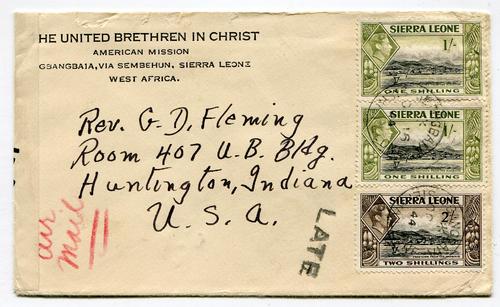 HE UNITED BRETHREN IN CHRIST
AMERICAN MISSION
GBANGBAIA, VIA SEMBEHUN, SIERRA LEONE
WEST AFRICA.
SIERRA LEONE
1/-
ONE SHILLING
SIERRA LEONE
1/-
ONE SHILLING
SIERRA LEONE
2/-
TWO SHILLINGS
Rev. G. D. Fleming
Room 407 U. B. Bldg.
Huntington, Indiana
U. S. A.
air
mail
LATE